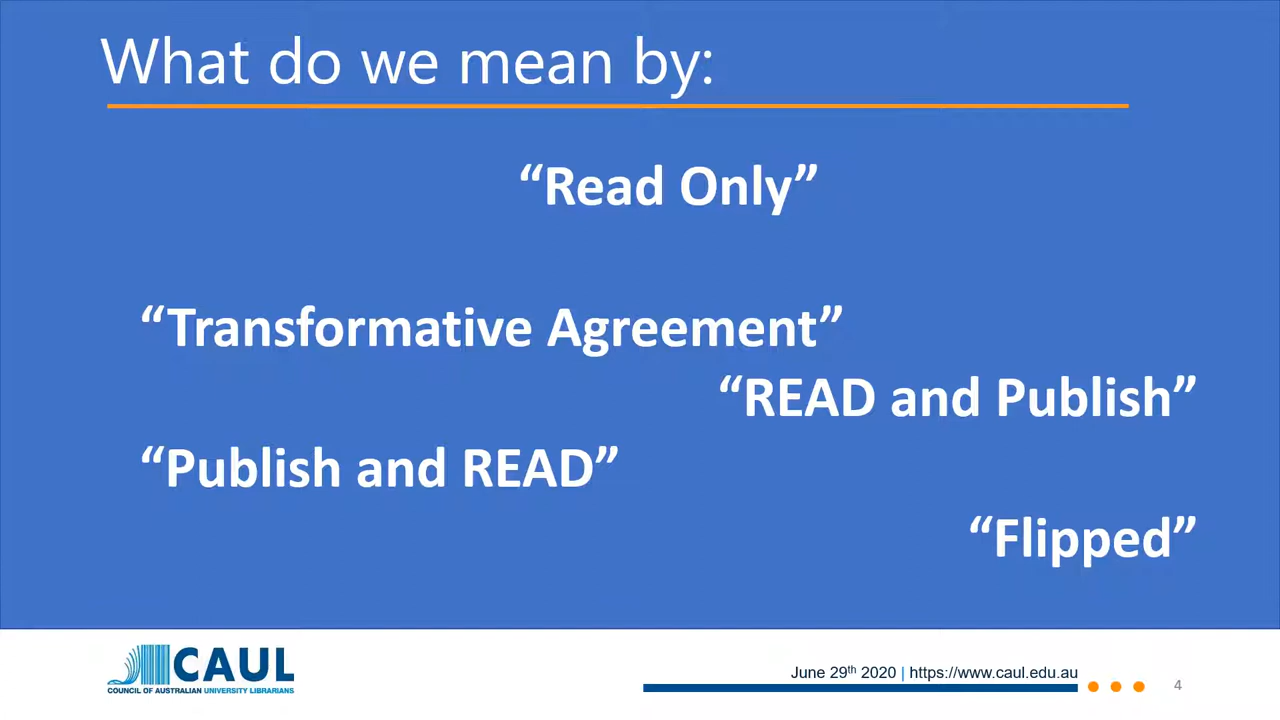 What do we mean by:
“Read Only”
“Transformative Agreement”
“READ and Publish”
“Publish and READ”
“Flipped”
CAUL
COUNCIL OF AUSTRALIAN UNIVERSITY LIBRARIANS
June 29th 2020 | https://www.caul.edu.au
4